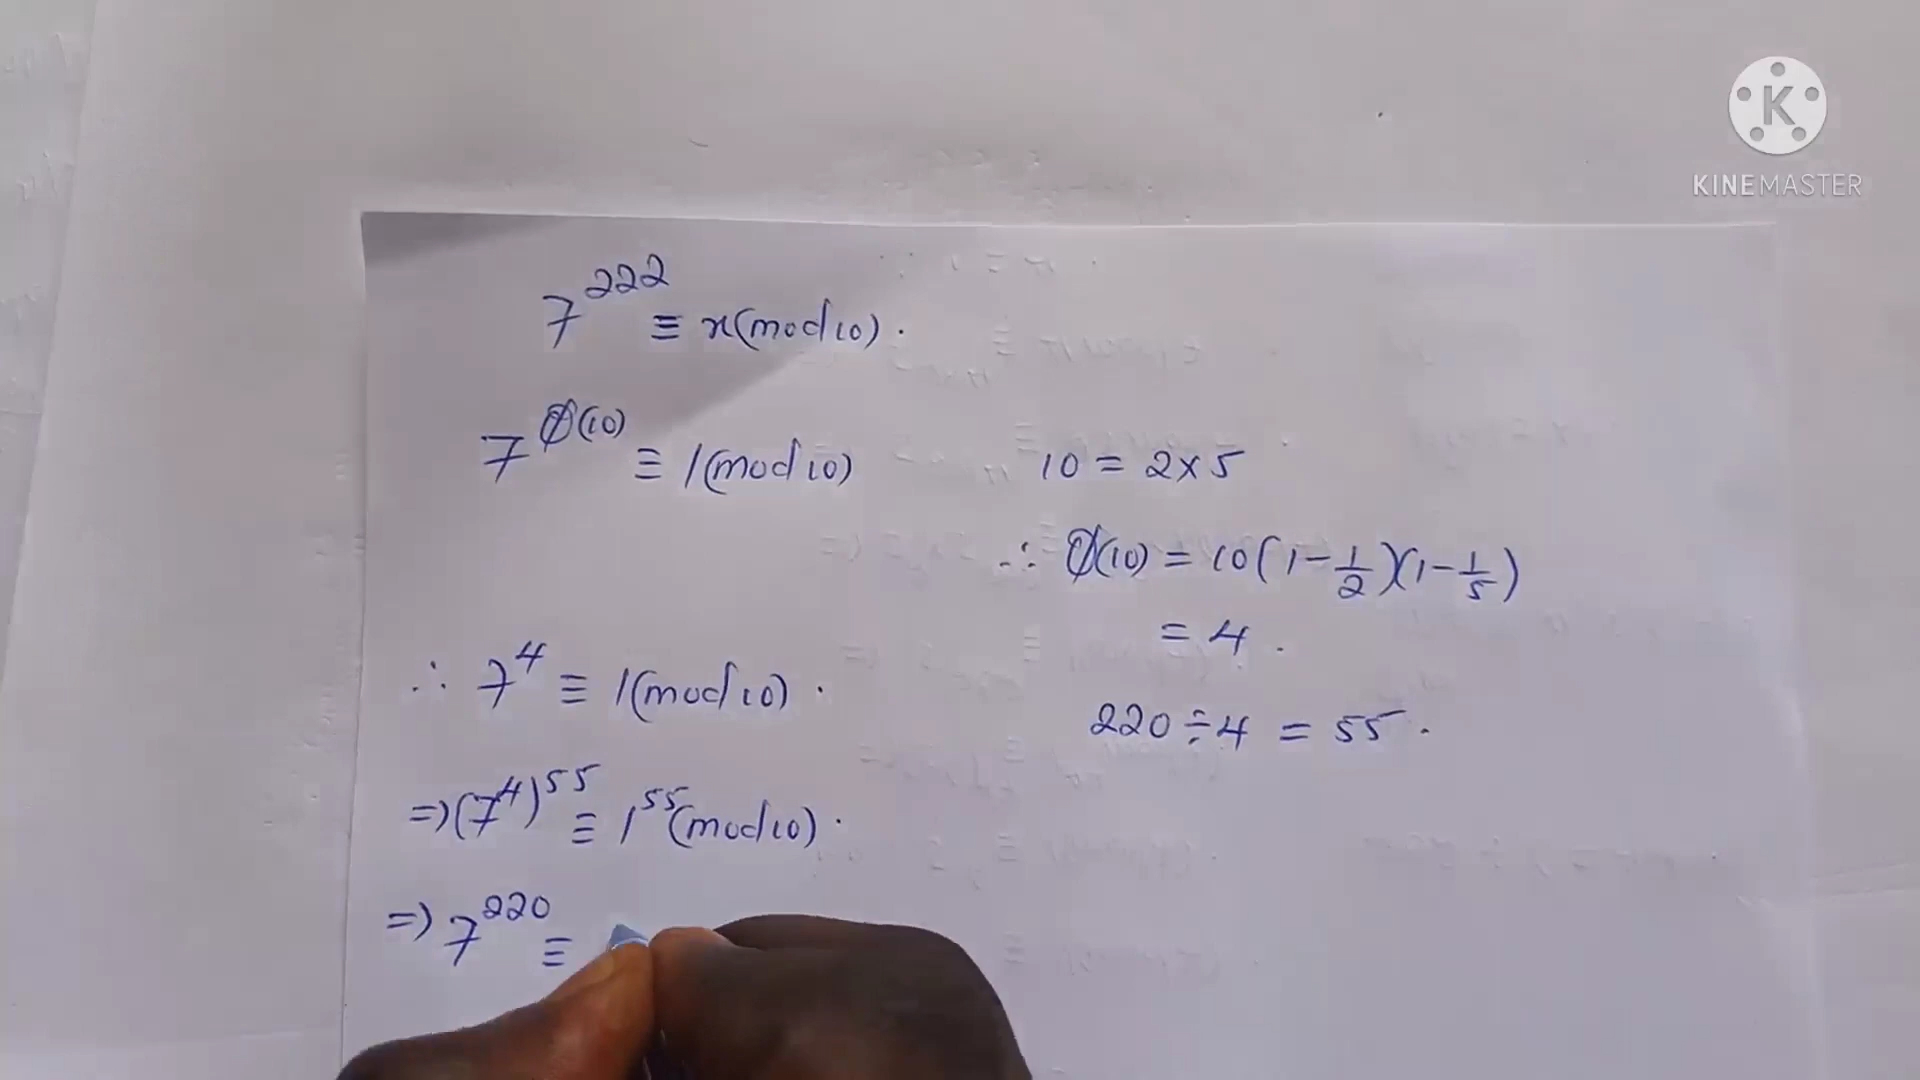 K
KINEMASTER
7^222 ≡ x(mod 10).
7^Ø(10) ≡ 1(mod 10)
10 = 2 x 5
∴ Ø(10) = 10(1-1/2)(1-1/5)
= 4.
∴ 7^4 ≡ 1(mod 10).
220 ÷ 4 = 55.
=> (7^4)^55 ≡ 1^55(mod 10).
=> 7^220 ≡